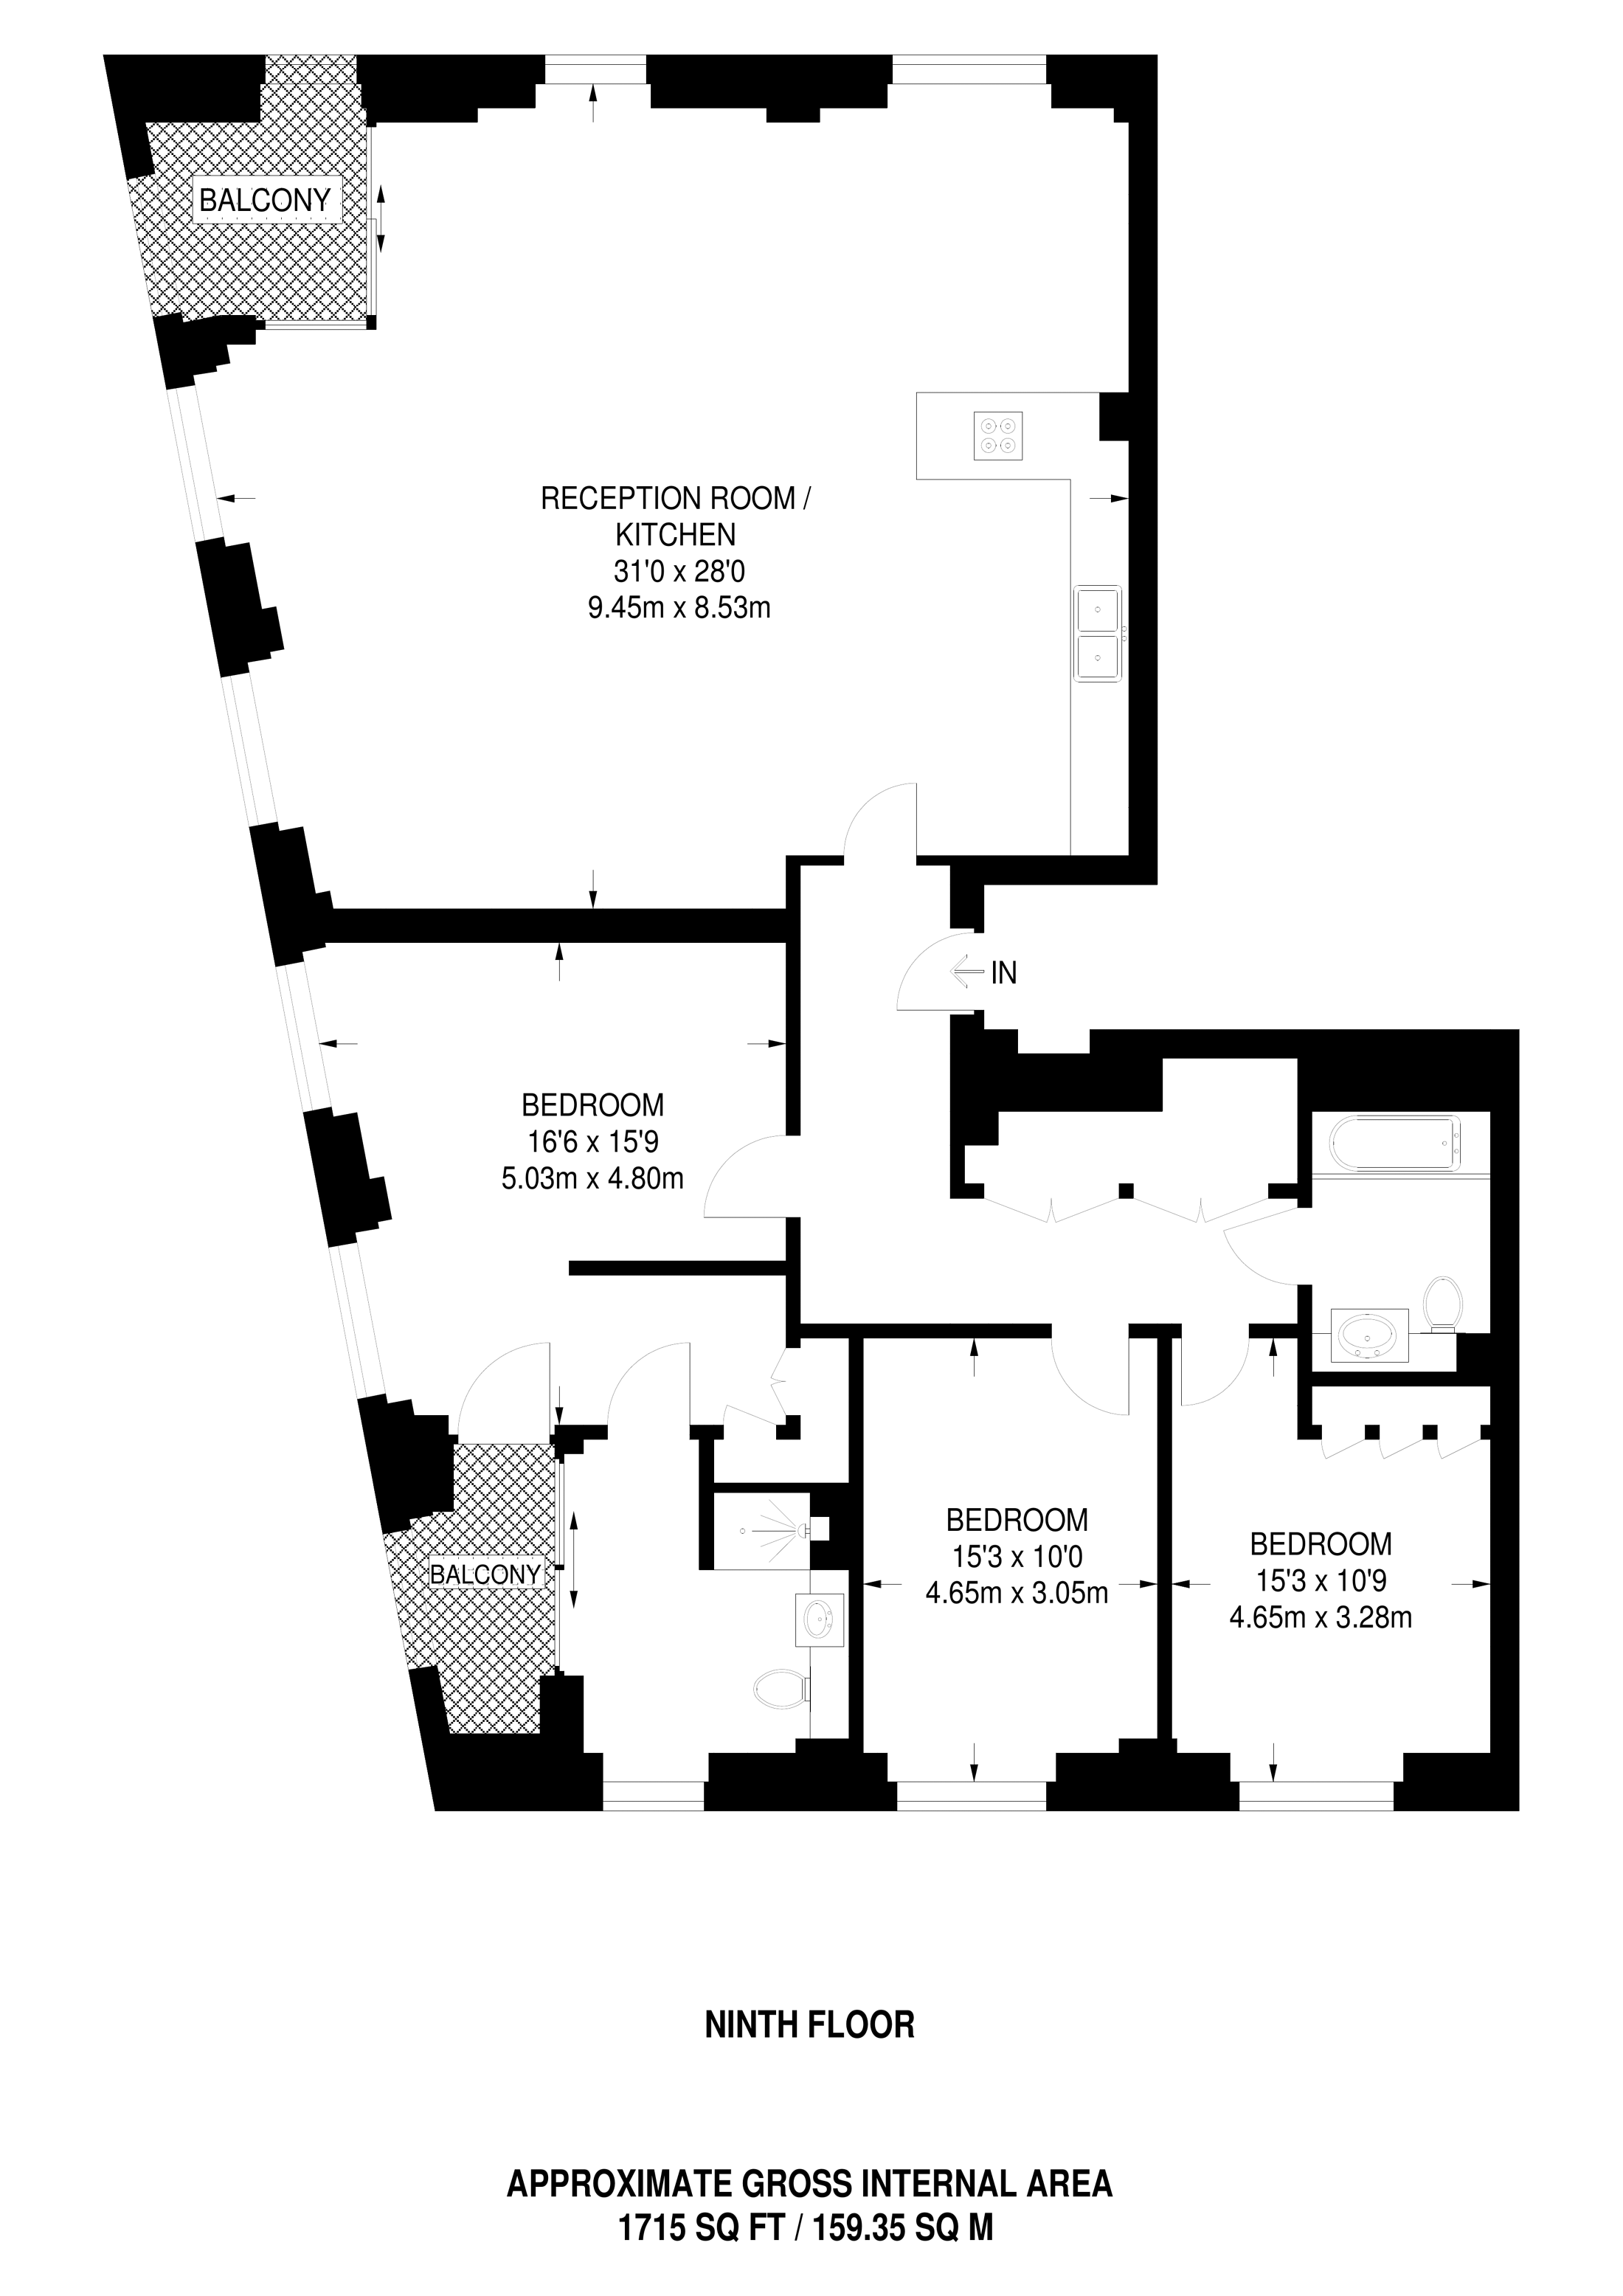 BALCONY
RECEPTION ROOM /
KITCHEN
31'0 x 28'0
9.45m x 8.53m
IN
BEDROOM
16'6 x 15'9
5.03m x 4.80m
BALCONY
BEDROOM
15'3 x 10'0
4.65m x 3.05m
BEDROOM
15'3 x 10'9
4.65m x 3.28m
NINTH FLOOR
APPROXIMATE GROSS INTERNAL AREA
1715 SQ FT / 159.35 SQ M